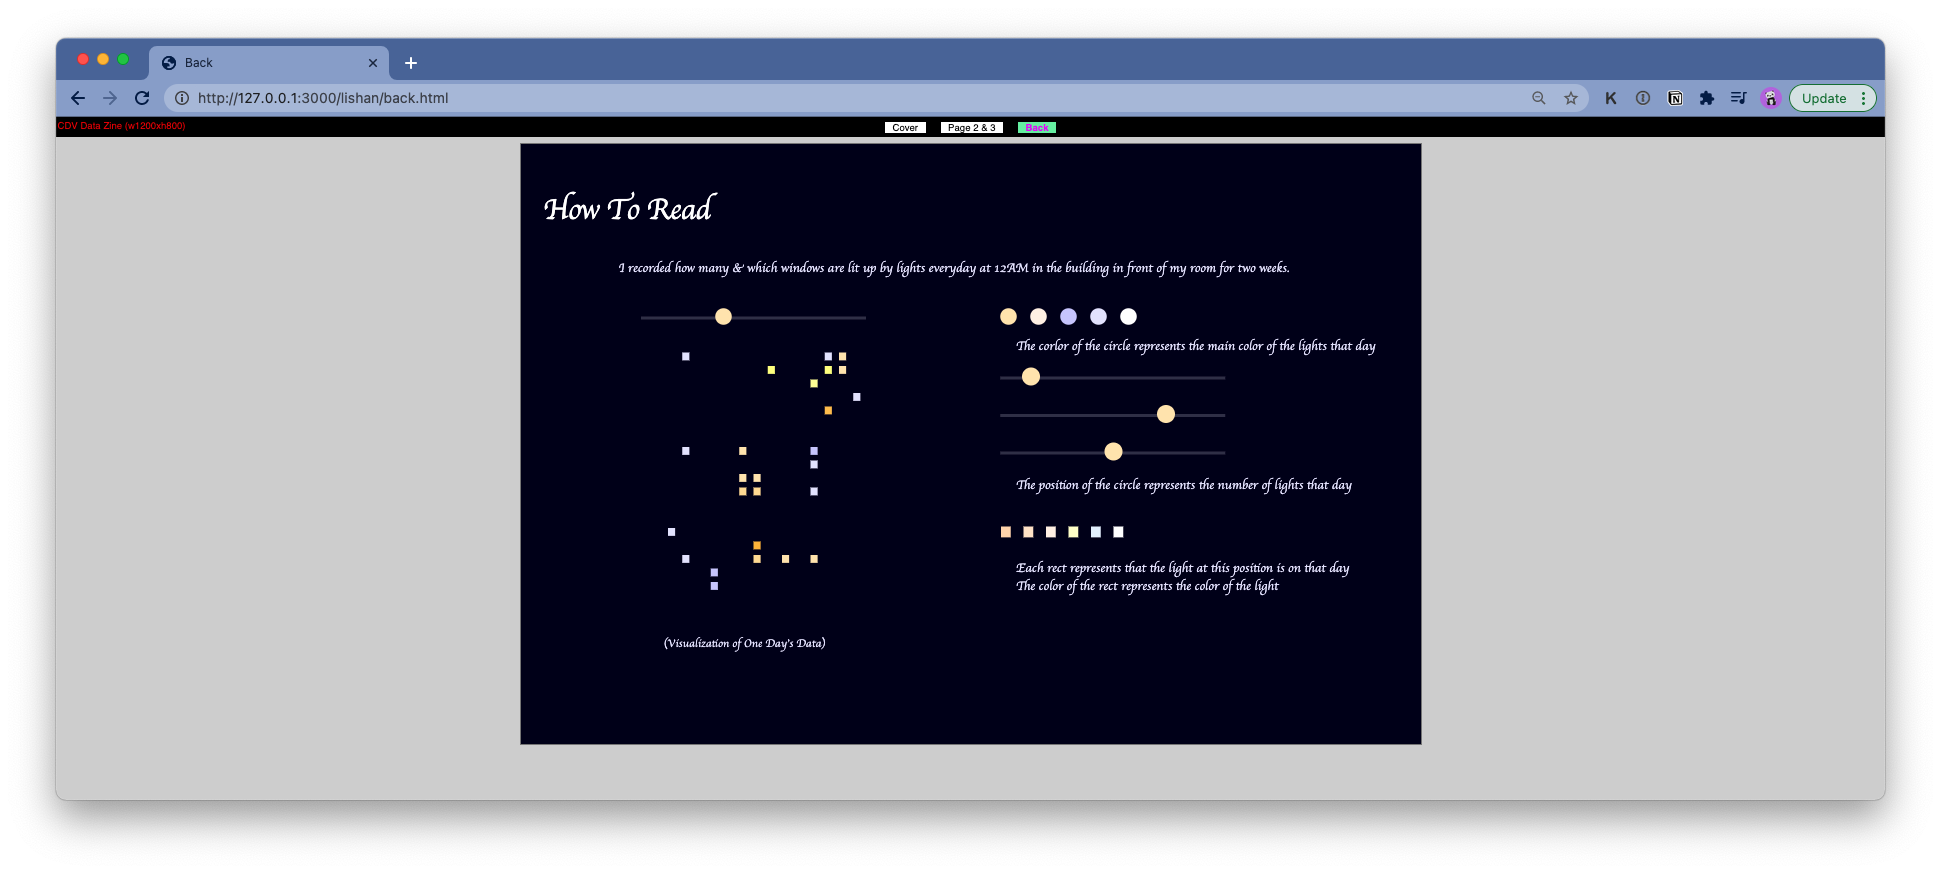 Back
http://127.0.0.1:3000/lishan/back.html
Update
CDV Data Zine (w1200xh800)
Cover
Page 2 & 3
Back
How To Read
I recorded how many & which windows are lit up by lights everyday at 12AM in the building in front of my room for two weeks.
The corlor of the circle represents the main color of the lights that day
The position of the circle represents the number of lights that day
Each rect represents that the light at this position is on that day
The color of the rect represents the color of the light
(Visualization of One Day's Data)